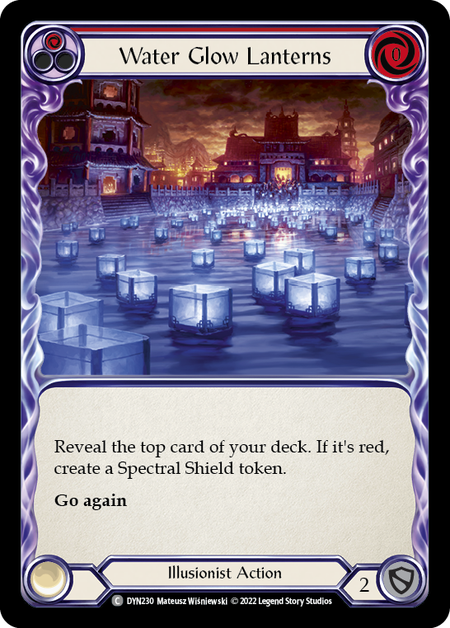 Water Glow Lanterns
0
Reveal the top card of your deck. If it's red,
create a Spectral Shield token.
Go again
Illusionist Action
2
C DYN230 Mateusz Wiśniewski © 2022 Legend Story Studios